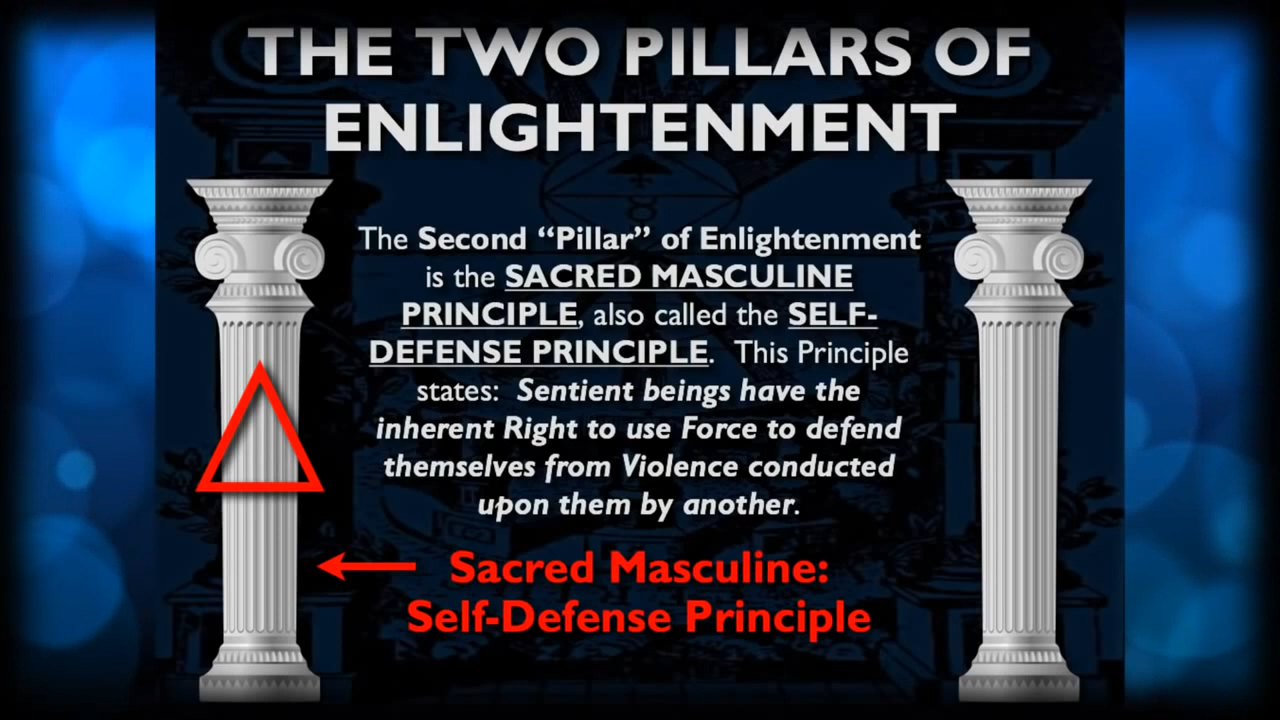 THE TWO PILLARS OF
ENLIGHTENMENT
The Second “Pillar” of Enlightenment
is the SACRED MASCULINE
PRINCIPLE, also called the SELF-
DEFENSE PRINCIPLE. This Principle
states: Sentient beings have the
inherent Right to use Force to defend
themselves from Violence conducted
upon them by another.
Sacred Masculine:
Self-Defense Principle